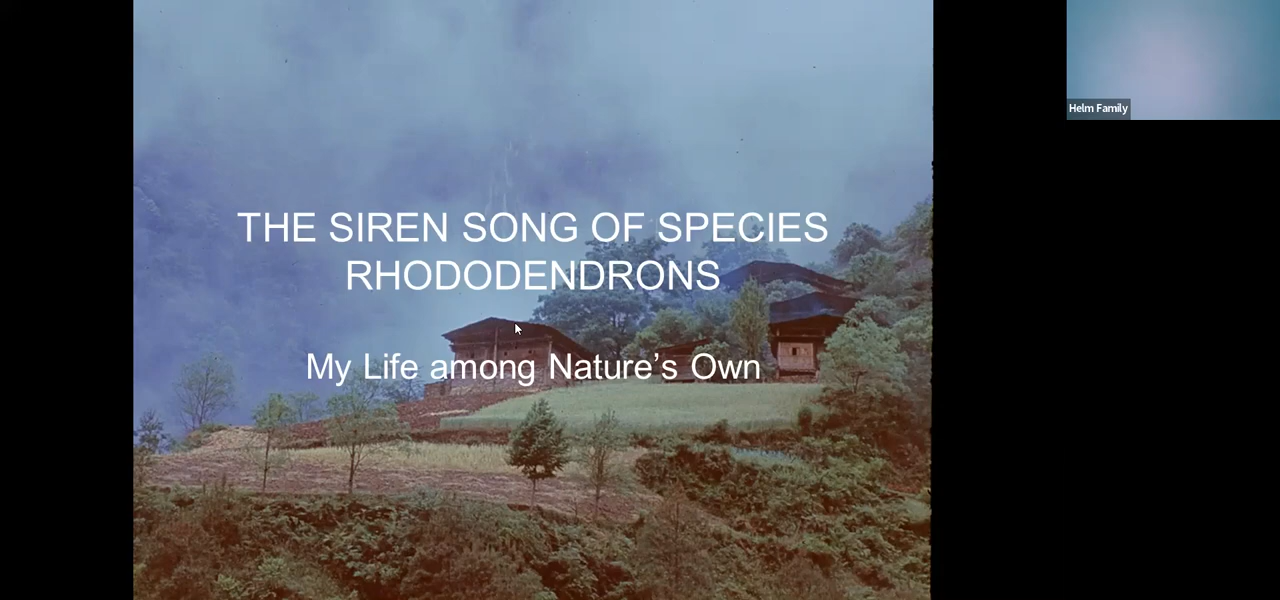 THE SIREN SONG OF SPECIES
RHODODENDRONS
My Life among Nature’s Own
Helm Family